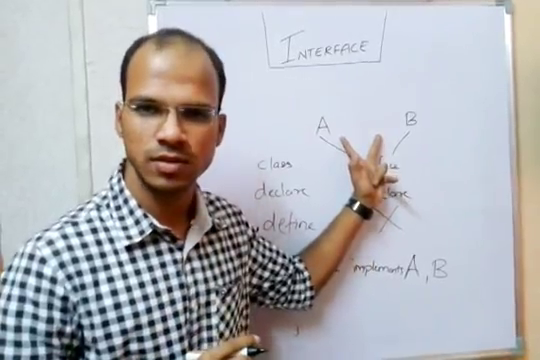 INTERFACE
A B
class
declare
define
implements A, B